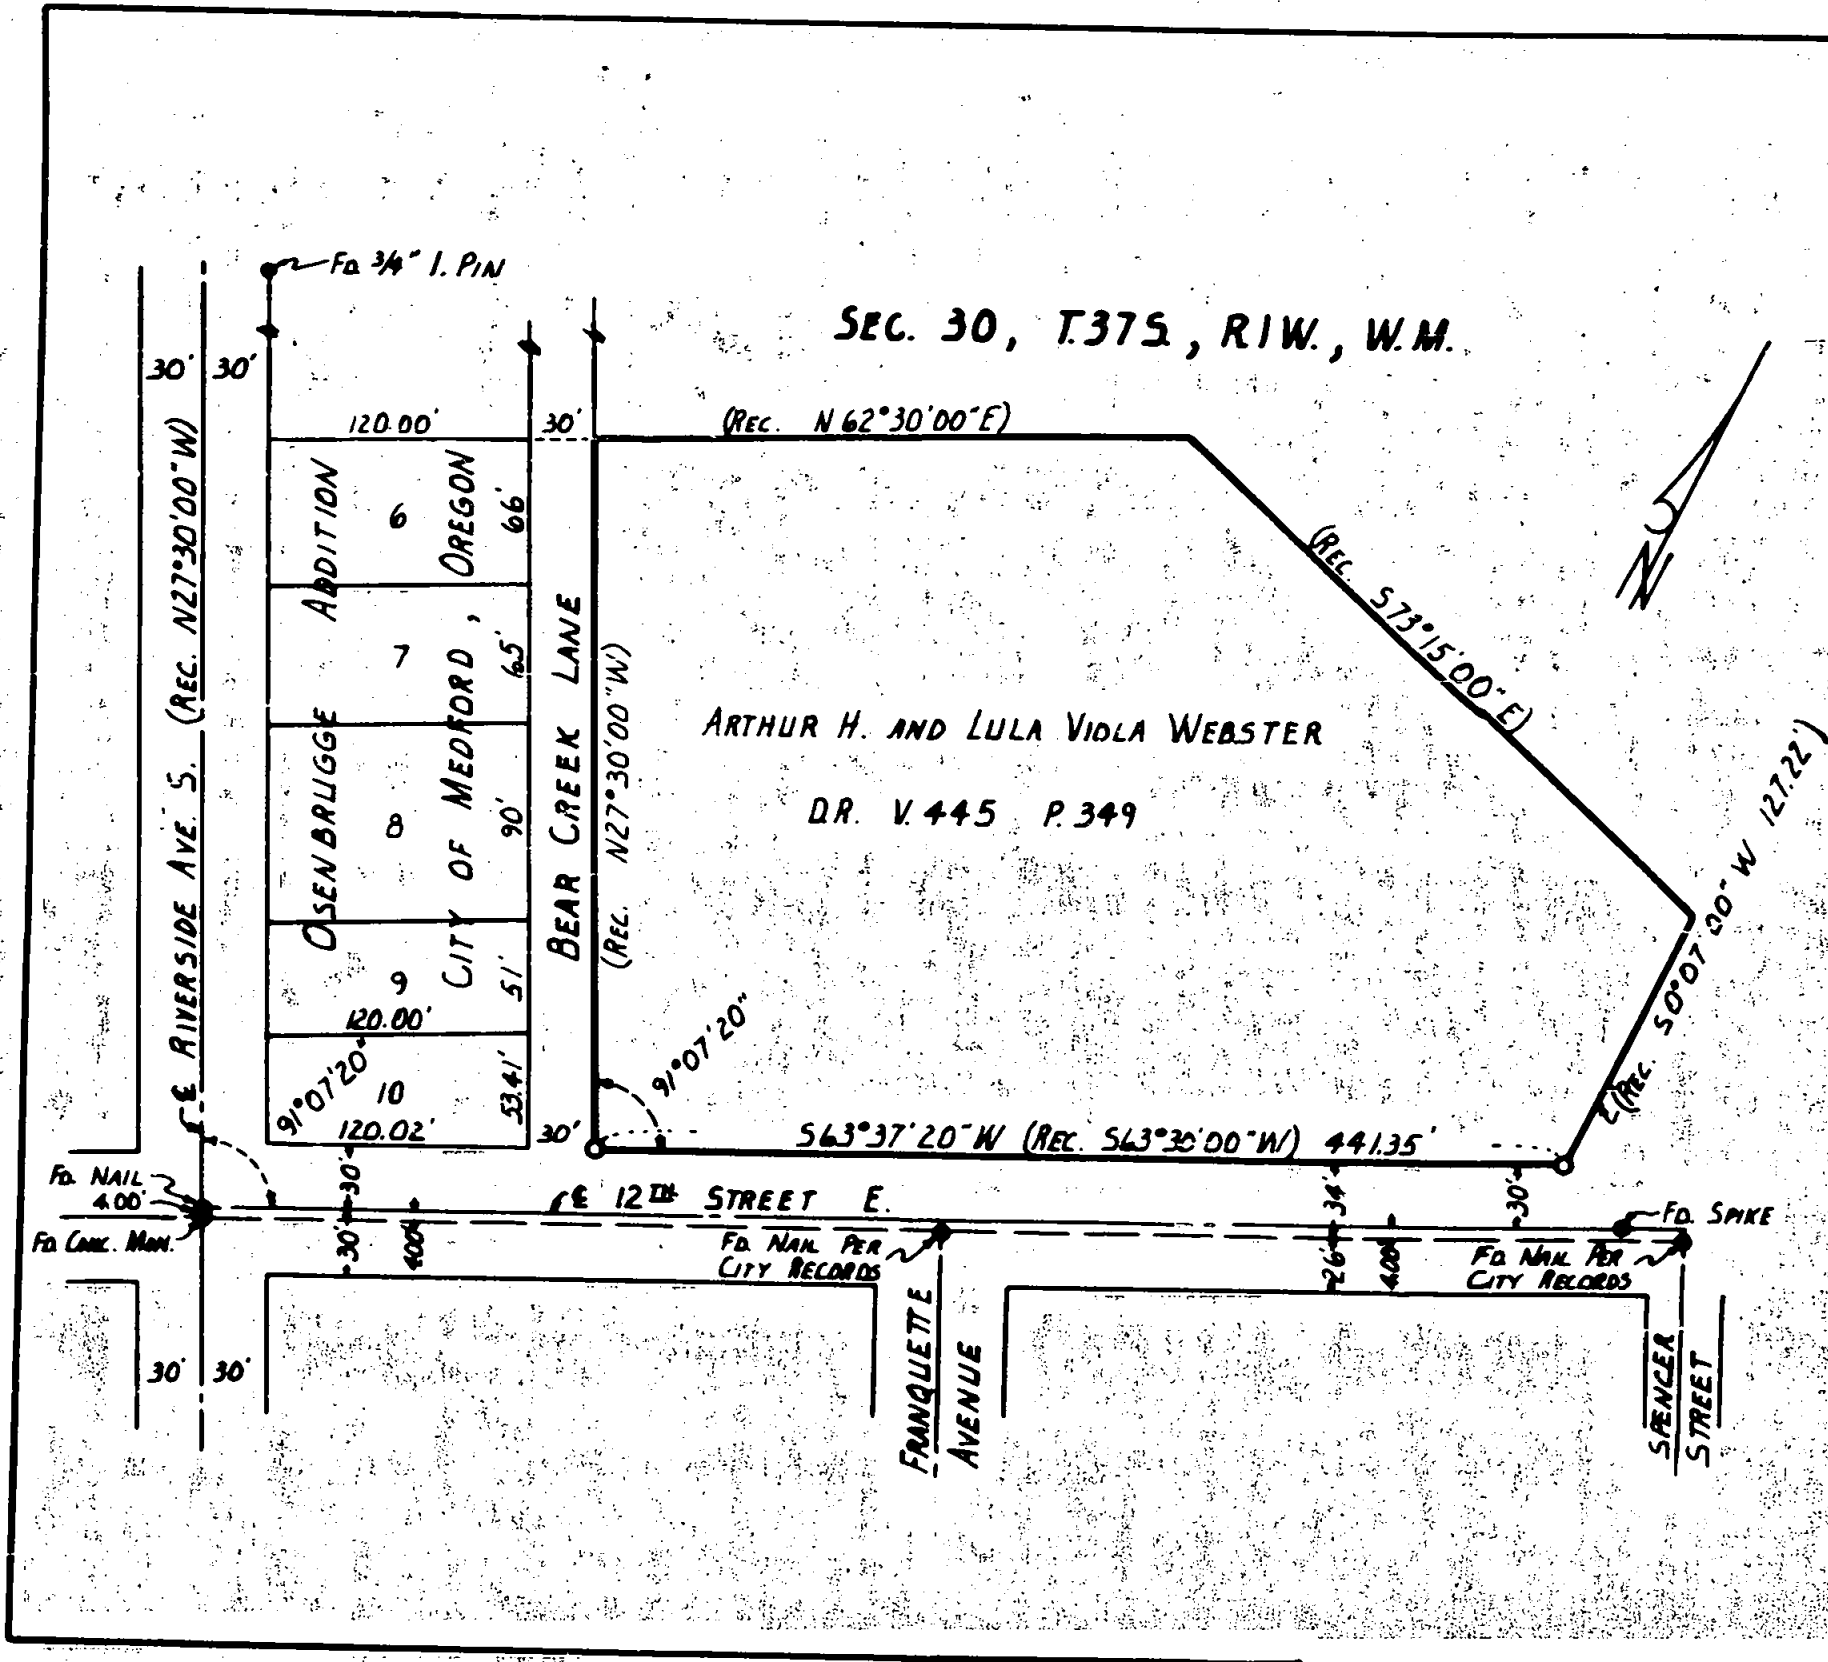 FD. 3/4" I. PIN
SEC. 30, T.37S., R1W., W.M.
30' 30'
120.00'
30'
(REC. N 62°30'00" E)
℄ RIVERSIDE AVE. S. (REC. N27°30'00" W)
OSENBRUGGE ADDITION
CITY OF MEDFORD, OREGON
6
66'
7
65'
8
90'
9
51'
120.00'
91°07'20"
10
53.41'
120.02'
30'
BEAR CREEK LANE
(REC. N27°30'00" W)
91°07'20"
ARTHUR H. AND LULA VIOLA WEBSTER
D.R. V. 445 P. 349
(REC. S73°15'00" E)
N
(REC. S0°07'00" W 127.22')
S63°37'20" W (REC. S63°30'00" W) 441.35'
FD. NAIL
4.00'
FD. CONC. MON.
30'
30'
4.00'
℄ 12TH STREET E.
FD. NAIL PER
CITY RECORDS
34'
26'
4.00'
30'
FD. SPIKE
FD. NAIL PER
CITY RECORDS
30' 30'
FRANQUETTE
AVENUE
SPENCER
STREET